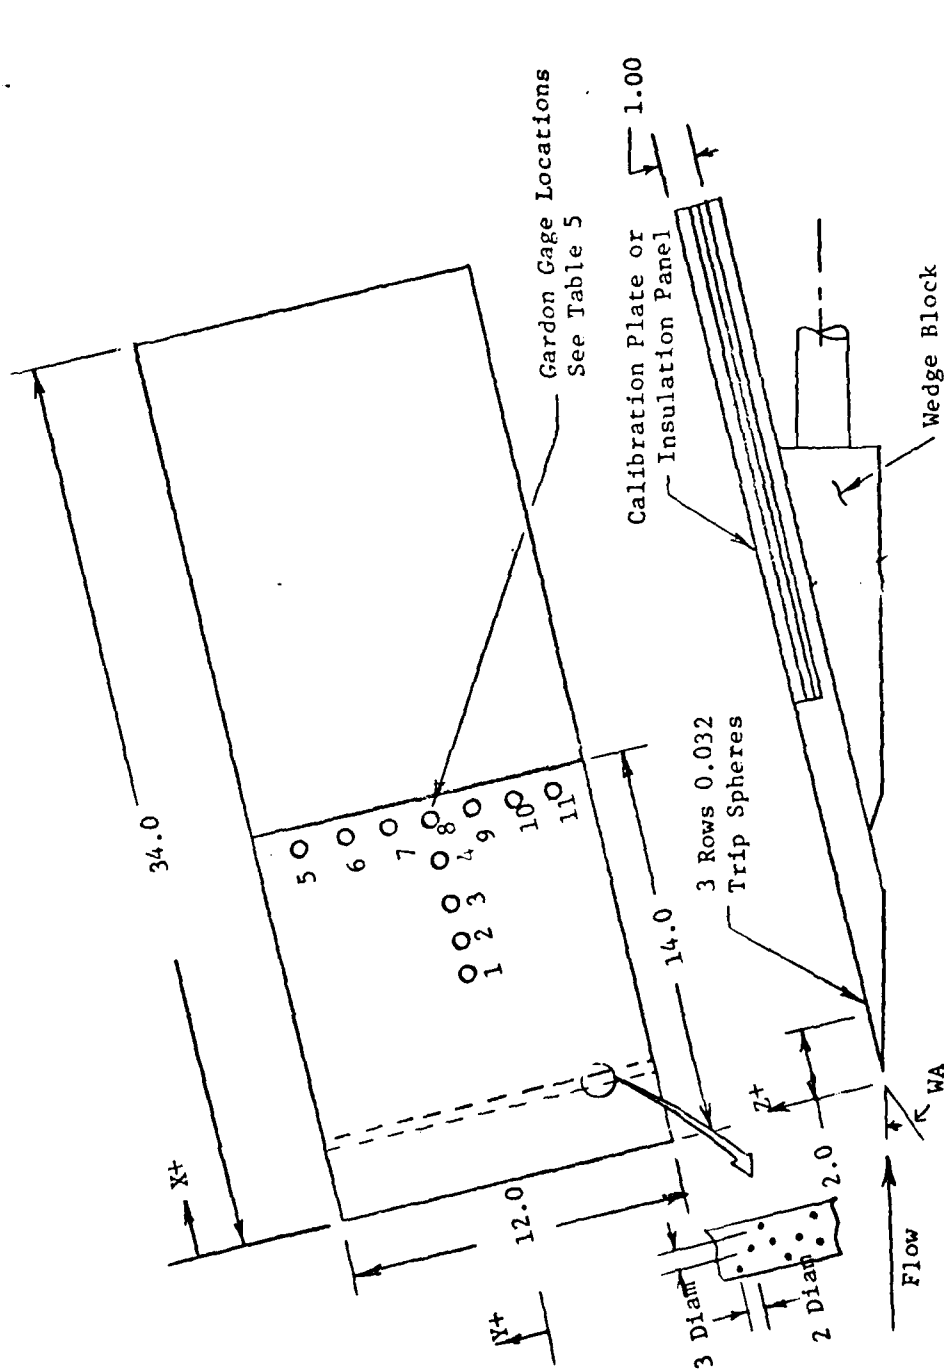 34.0
X+
12.0
Y+
5
6
7
8
9
10
11
4
3
2
1
14.0
Gardon Gage Locations
See Table 5
1.00
Calibration Plate or
Insulation Panel
3 Rows 0.032
Trip Spheres
Z+
2.0
3 Diam
2 Diam
WA
Flow
Wedge Block